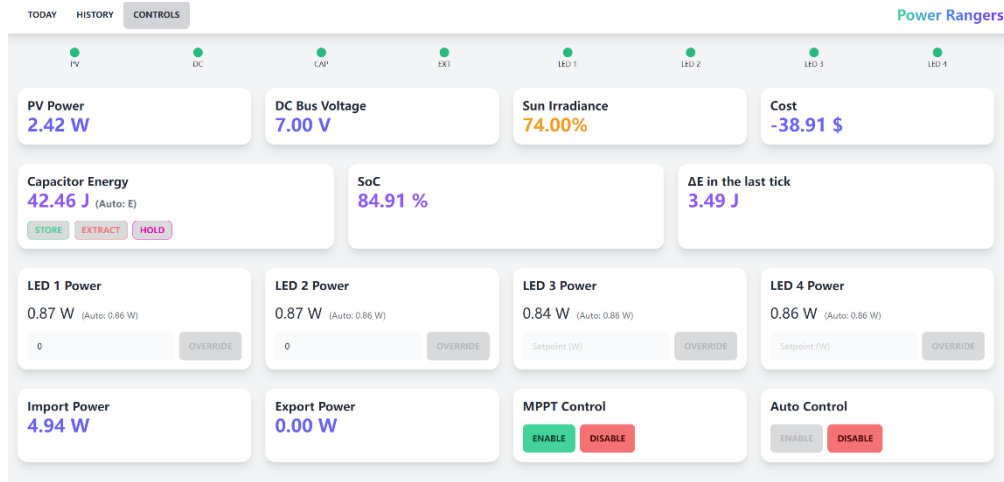 TODAY HISTORY CONTROLS Power Rangers
PV DC CAP EXT LED 1 LED 2 LED 3 LED 4
PV Power DC Bus Voltage Sun Irradiance Cost
2.42 W 7.00 V 74.00% -38.91 $
Capacitor Energy SoC ΔE in the last tick
42.46 J (Auto: E) 84.91 % 3.49 J
STORE EXTRACT HOLD
LED 1 Power LED 2 Power LED 3 Power LED 4 Power
0.87 W (Auto: 0.86 W) 0.87 W (Auto: 0.86 W) 0.84 W (Auto: 0.86 W) 0.86 W (Auto: 0.86 W)
0 OVERRIDE 0 OVERRIDE Setpoint (W) OVERRIDE Setpoint (W) OVERRIDE
Import Power Export Power MPPT Control Auto Control
4.94 W 0.00 W ENABLE DISABLE ENABLE DISABLE